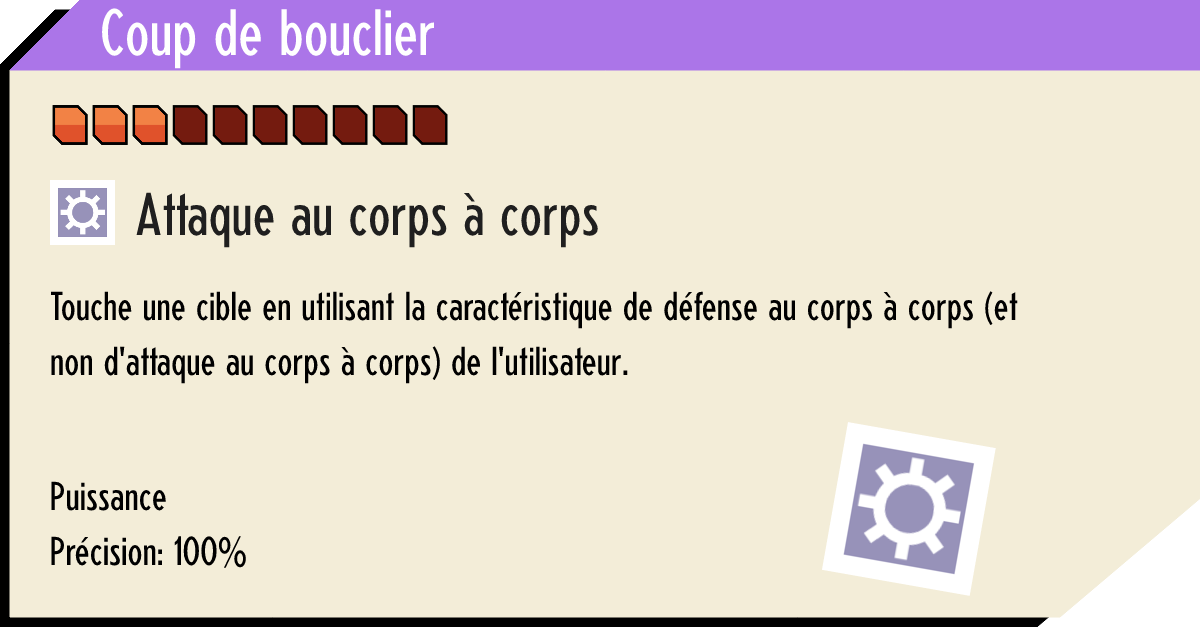 Coup de bouclier
Attaque au corps à corps
Touche une cible en utilisant la caractéristique de défense au corps à corps (et
non d'attaque au corps à corps) de l'utilisateur.
Puissance
Précision: 100%